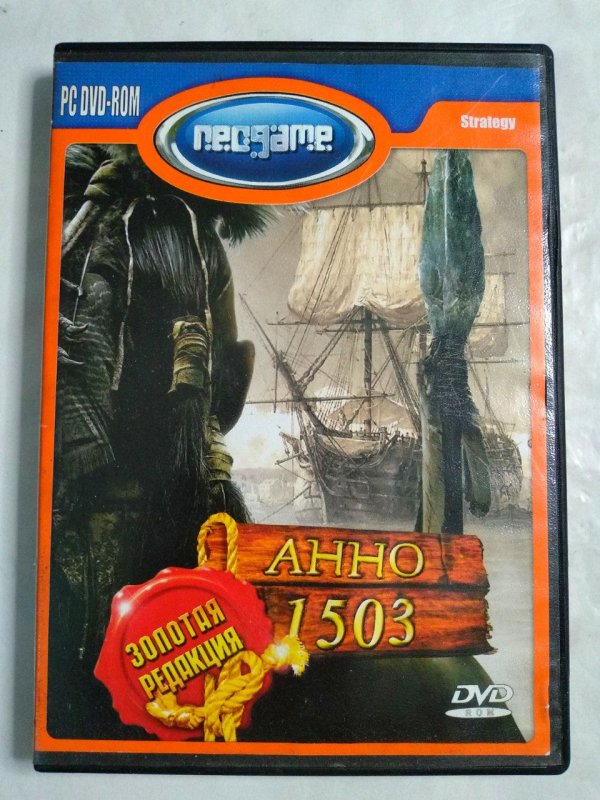 PC DVD-ROM
neogame
Strategy
АННО
1503
ЗОЛОТАЯ
РЕДАКЦИЯ
DVD
ROM